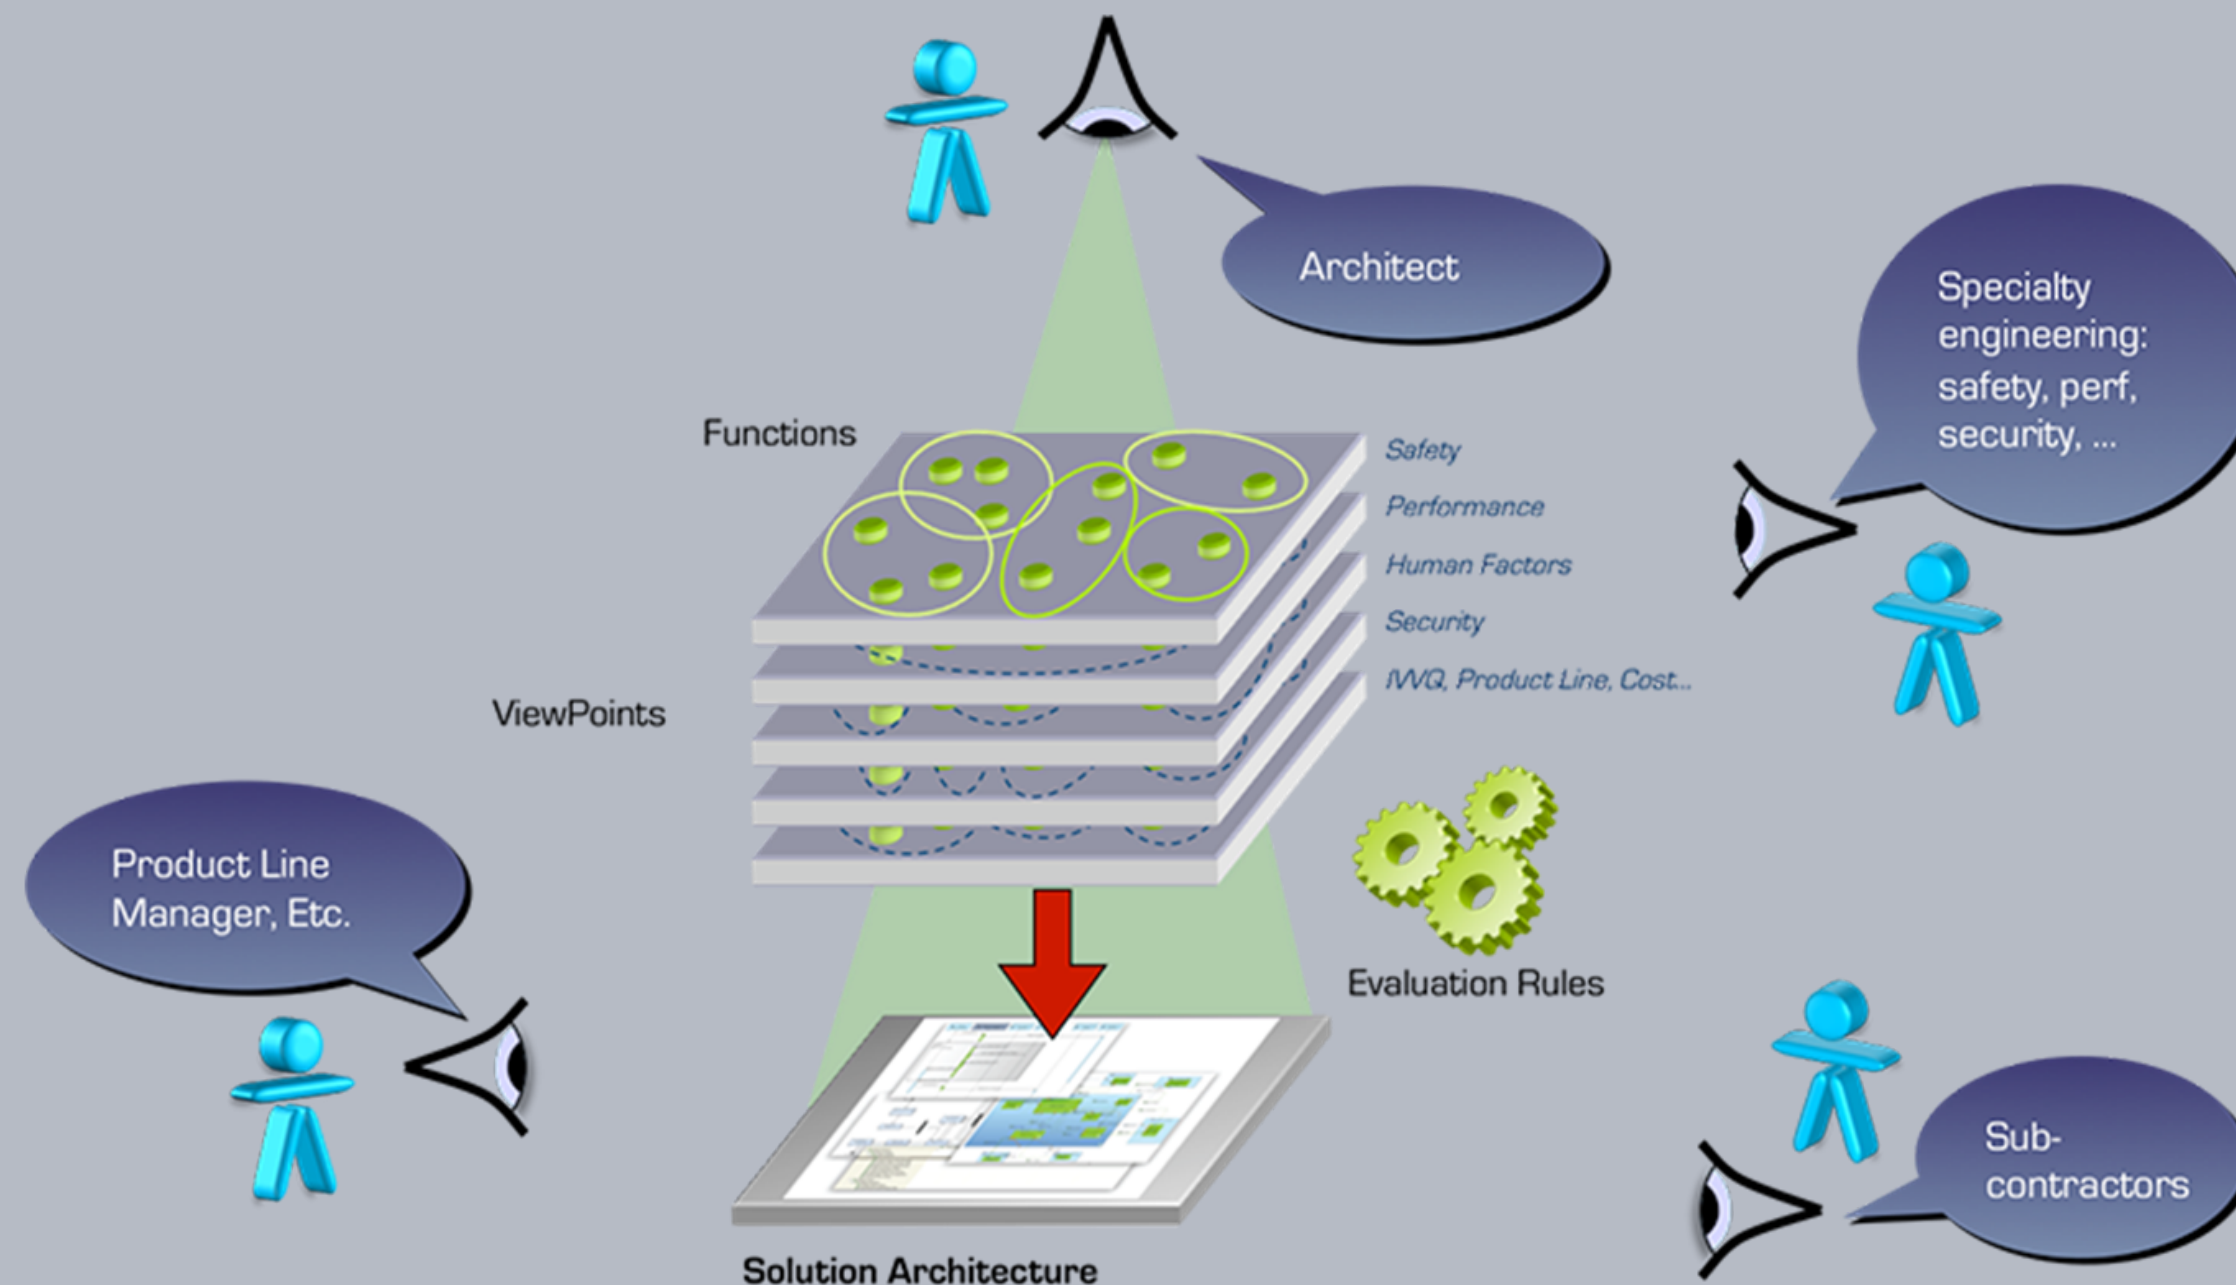 Architect
Specialty
engineering:
safety, perf,
security, ...
Functions
Safety
Performance
Human Factors
Security
IVVQ, Product Line, Cost...
ViewPoints
Product Line
Manager, Etc.
Evaluation Rules
Sub-
contractors
Solution Architecture